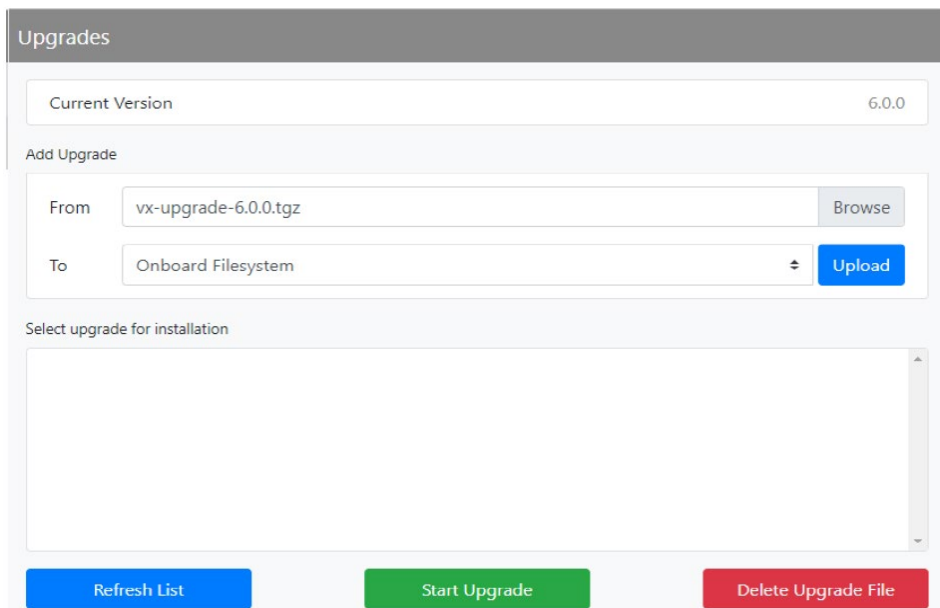 Upgrades
Current Version 6.0.0
Add Upgrade
From vx-upgrade-6.0.0.tgz Browse
To Onboard Filesystem Upload
Select upgrade for installation
Refresh List Start Upgrade Delete Upgrade File